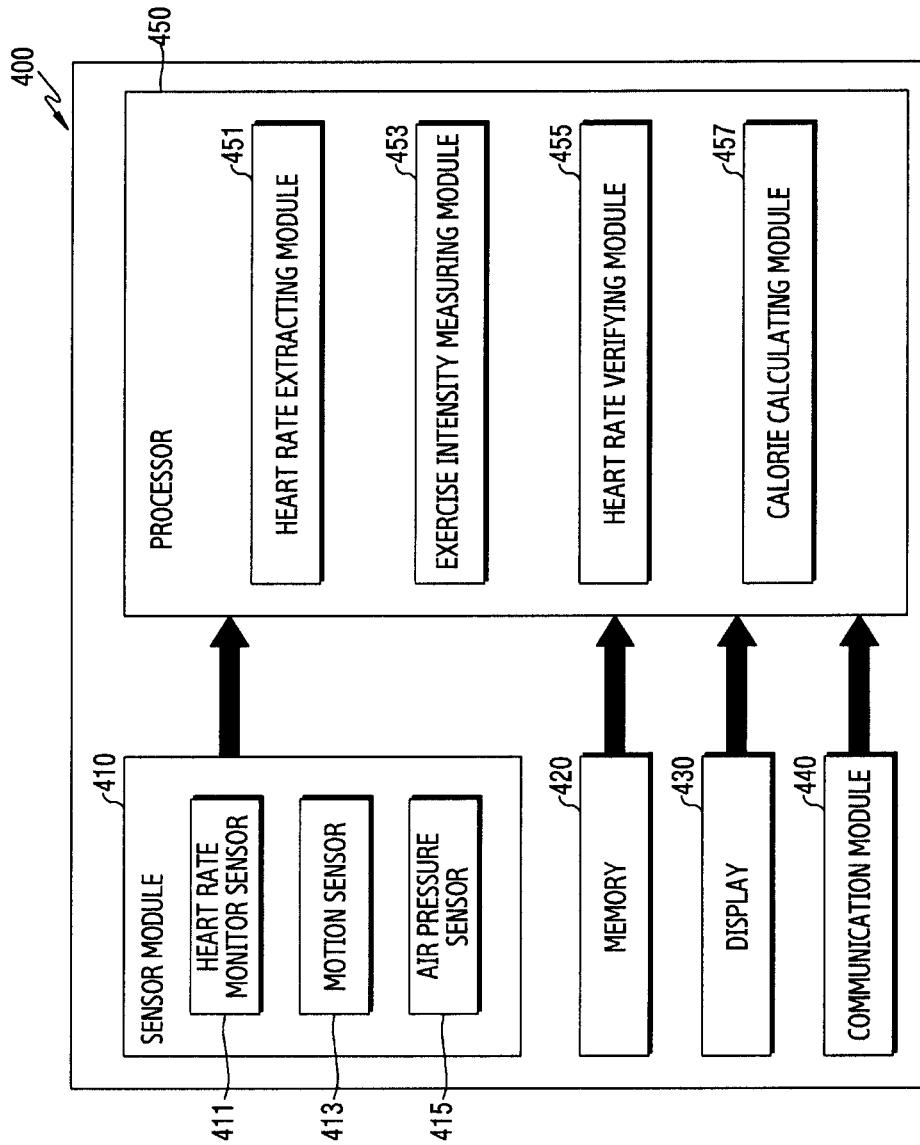 400
410
SENSOR MODULE
HEART RATE
MONITOR SENSOR
411
MOTION SENSOR
413
AIR PRESSURE
SENSOR
415
420
MEMORY
430
DISPLAY
440
COMMUNICATION MODULE
450
PROCESSOR
451
HEART RATE EXTRACTING MODULE
453
EXERCISE INTENSITY MEASURING MODULE
455
HEART RATE VERIFYING MODULE
457
CALORIE CALCULATING MODULE